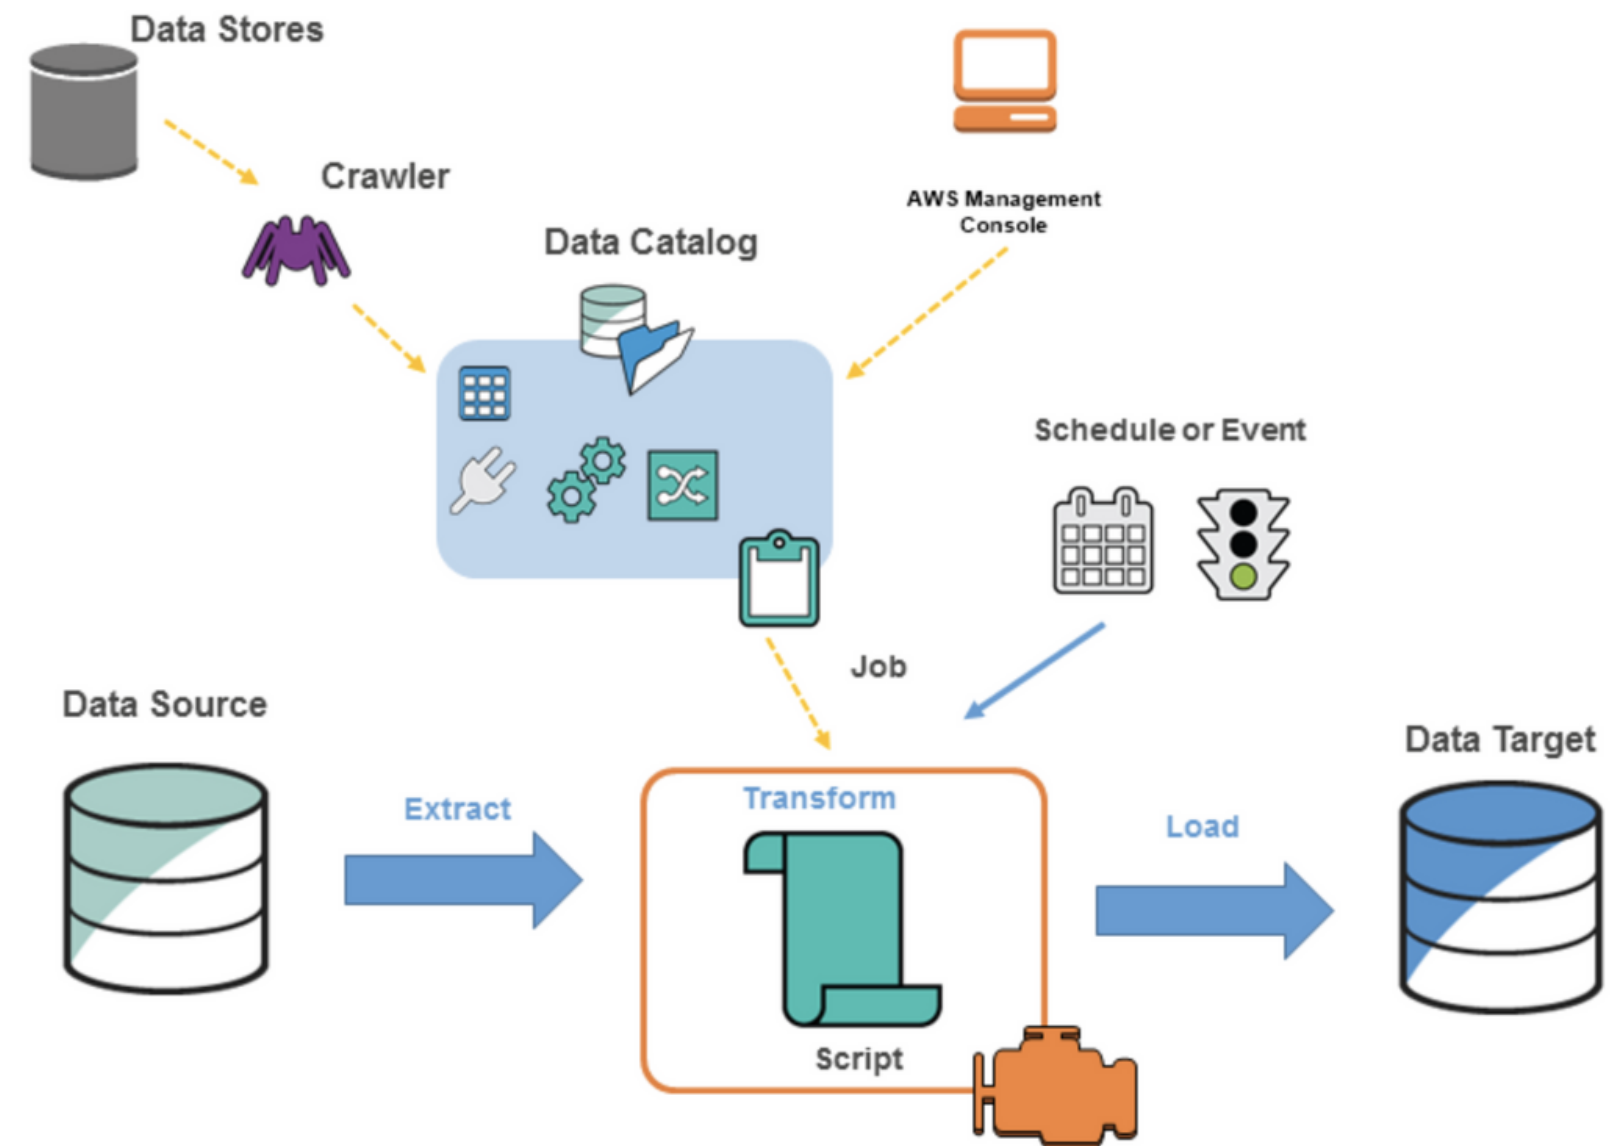 Data Stores
Crawler
AWS Management
Console
Data Catalog
Schedule or Event
Job
Data Source
Data Target
Extract
Transform
Load
Script